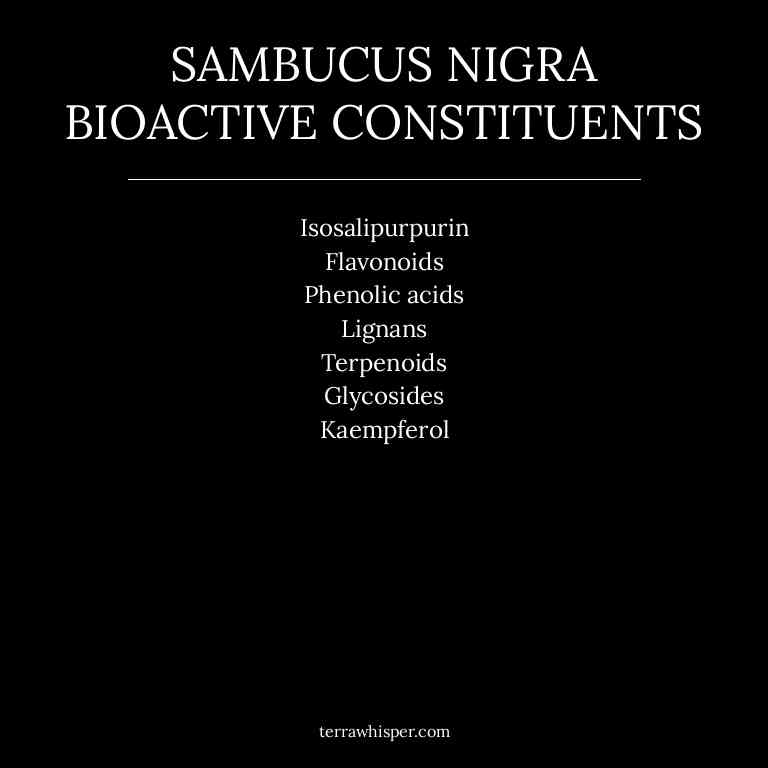 SAMBUCUS NIGRA
BIOACTIVE CONSTITUENTS
Isosalipurpurin
Flavonoids
Phenolic acids
Lignans
Terpenoids
Glycosides
Kaempferol
terrawhisper.com